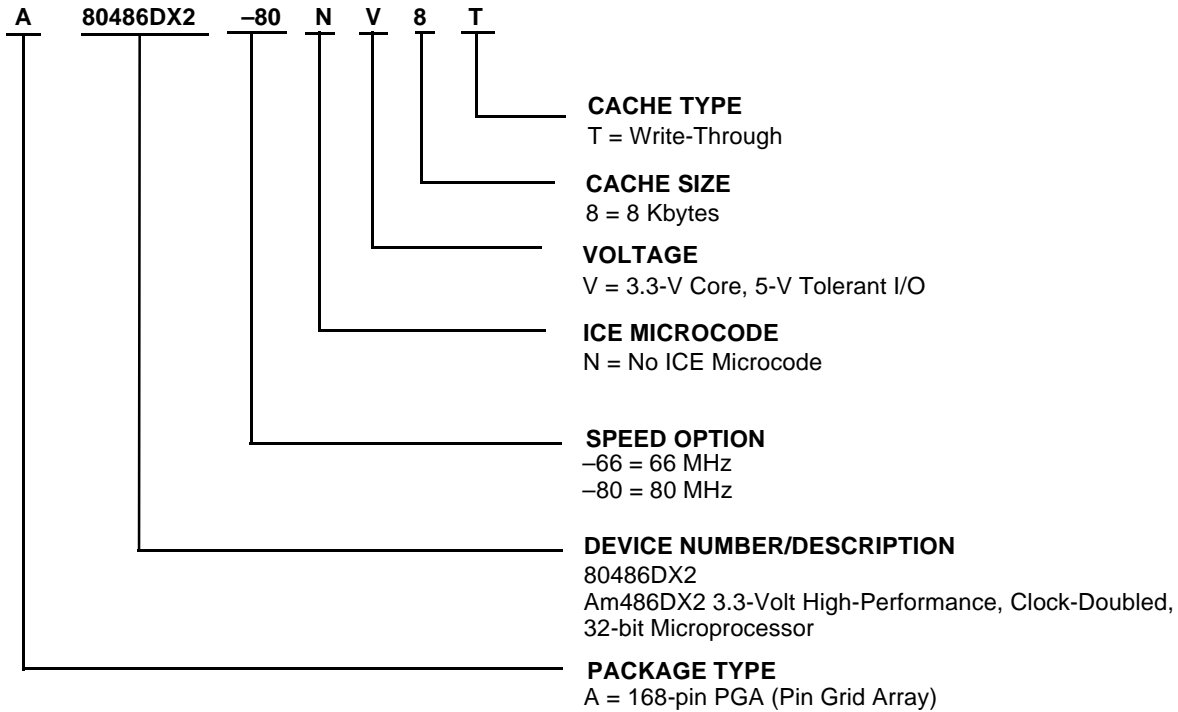 A 80486DX2 –80 N V 8 T
CACHE TYPE
T = Write-Through
CACHE SIZE
8 = 8 Kbytes
VOLTAGE
V = 3.3-V Core, 5-V Tolerant I/O
ICE MICROCODE
N = No ICE Microcode
SPEED OPTION
–66 = 66 MHz
–80 = 80 MHz
DEVICE NUMBER/DESCRIPTION
80486DX2
Am486DX2 3.3-Volt High-Performance, Clock-Doubled,
32-bit Microprocessor
PACKAGE TYPE
A = 168-pin PGA (Pin Grid Array)